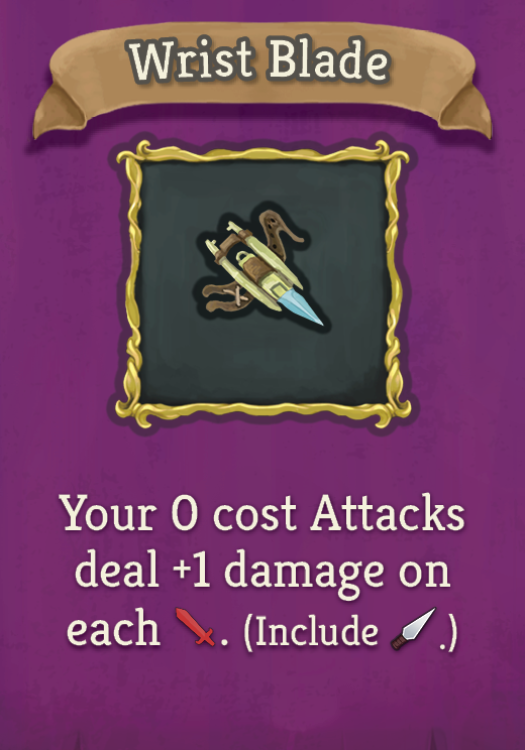 Wrist Blade
Your 0 cost Attacks
deal +1 damage on
each . (Include .)